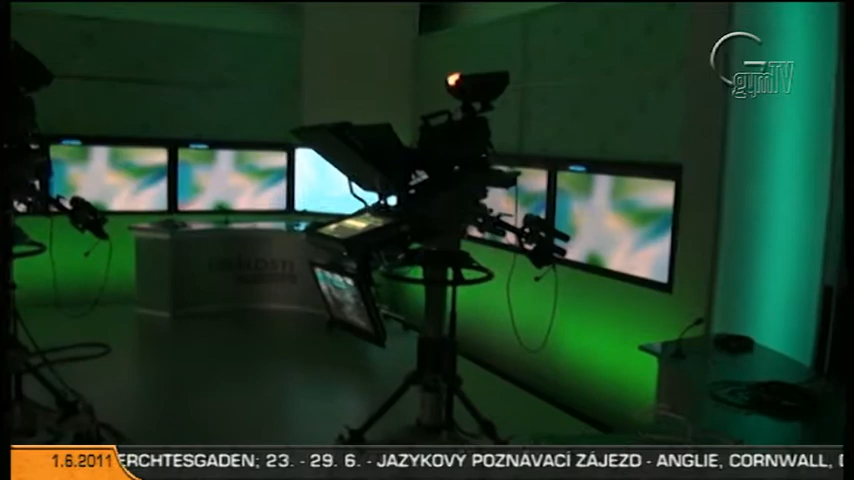 gymTV
1.6.2011 ERCHTESGADEN; 23. - 29. 6. - JAZYKOVÝ POZNÁVACÍ ZÁJEZD - ANGLIE, CORNWALL,